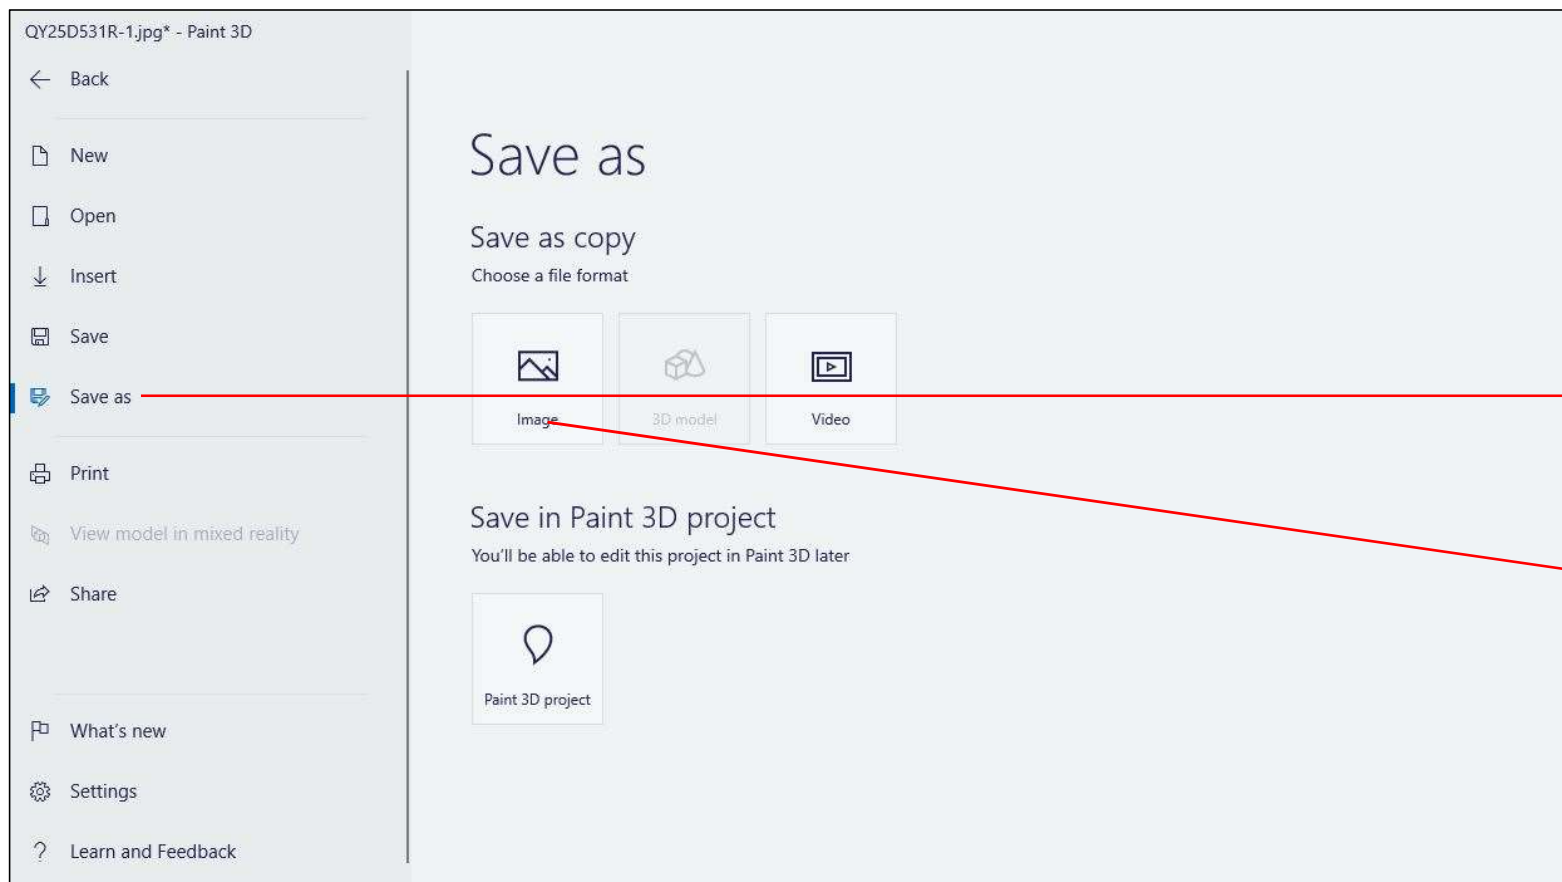 QY25D531R-1.jpg* - Paint 3D
Back
New
Open
Insert
Save
Save as
Print
View model in mixed reality
Share
What's new
Settings
Learn and Feedback
Save as
Save as copy
Choose a file format
Image
3D model
Video
Save in Paint 3D project
You'll be able to edit this project in Paint 3D later
Paint 3D project